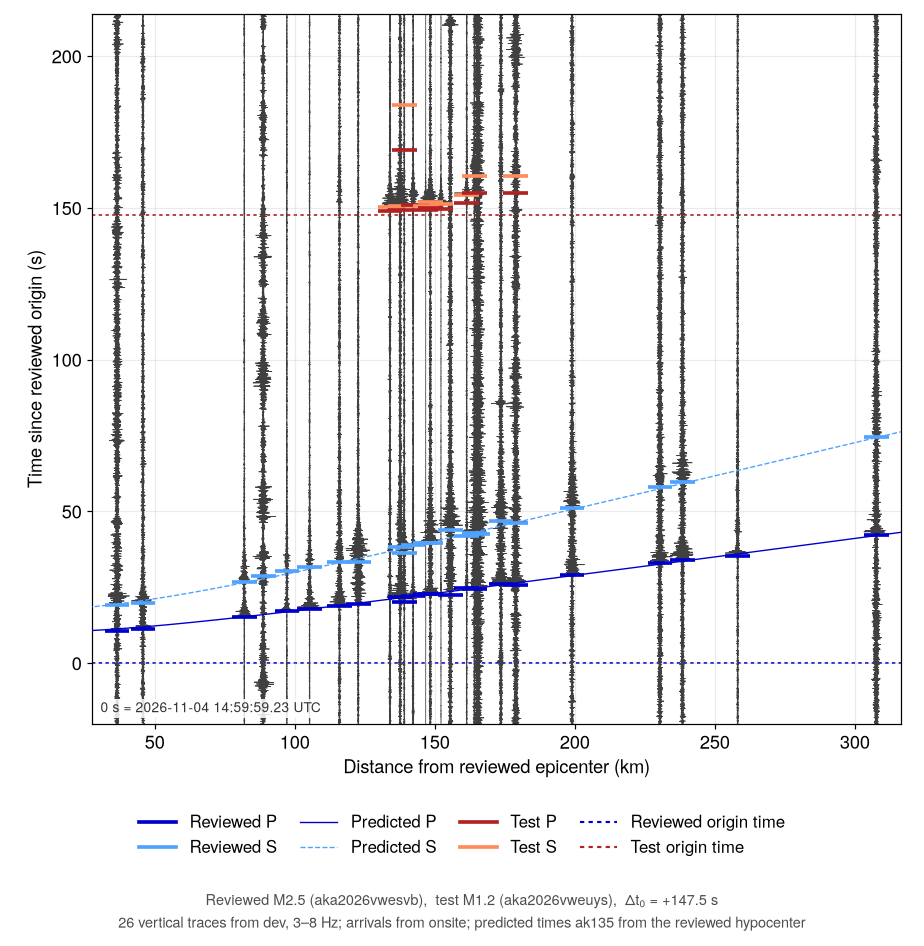 200
150
100
50
0
Time since reviewed origin (s)
0 s = 2026-11-04 14:59:59.23 UTC
50 100 150 200 250 300
Distance from reviewed epicenter (km)
Reviewed P Predicted P Test P Reviewed origin time
Reviewed S Predicted S Test S Test origin time
Reviewed M2.5 (aka2026vwesvb), test M1.2 (aka2026vweuys), Δt₀ = +147.5 s
26 vertical traces from dev, 3–8 Hz; arrivals from onsite; predicted times ak135 from the reviewed hypocenter